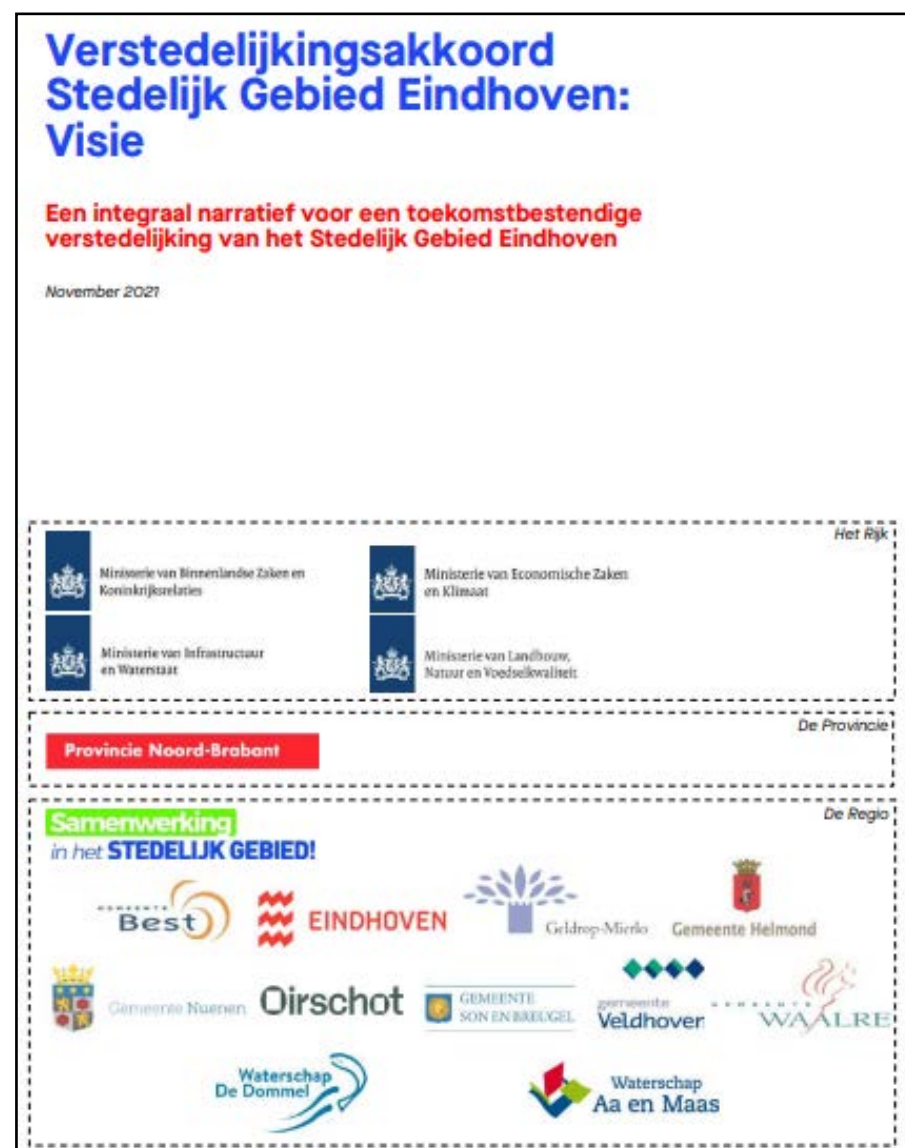 Verstedelijkingsakkoord
Stedelijk Gebied Eindhoven:
Visie
Een integraal narratief voor een toekomstbestendige
verstedelijking van het Stedelijk Gebied Eindhoven
November 2021
Het Rijk
Ministerie van Binnenlandse Zaken en
Koninkrijksrelaties
Ministerie van Economische Zaken
en Klimaat
Ministerie van Infrastructuur
en Waterstaat
Ministerie van Landbouw,
Natuur en Voedselkwaliteit
De Provincie
Provincie Noord-Brabant
De Regio
Samenwerking
in het STEDELIJK GEBIED!
GEMEENTE
Best
EINDHOVEN
Geldrop-Mierlo
Gemeente Helmond
Gemeente Nuenen
Oirschot
GEMEENTE
SON EN BREUGEL
gemeente
Veldhoven
GEMEENTE
WAALRE
Waterschap
De Dommel
Waterschap
Aa en Maas